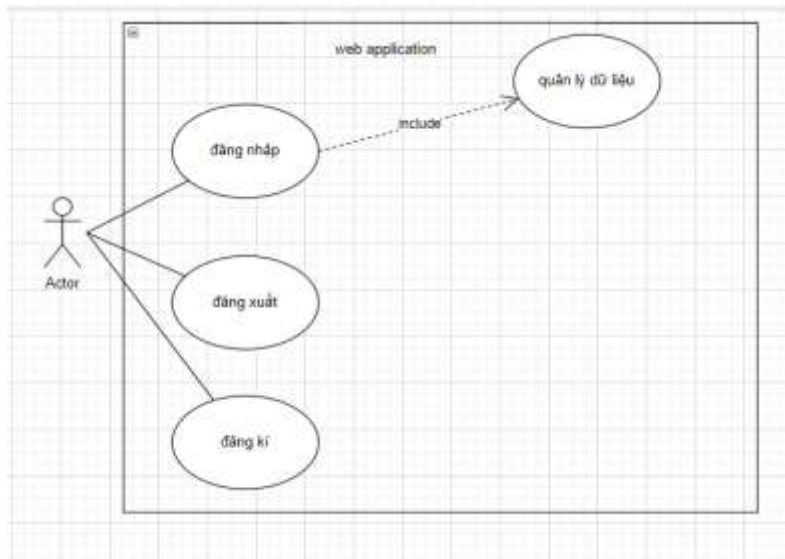 web application
quản lý dữ liệu
include
đăng nhập
Actor
đăng xuất
đăng kí